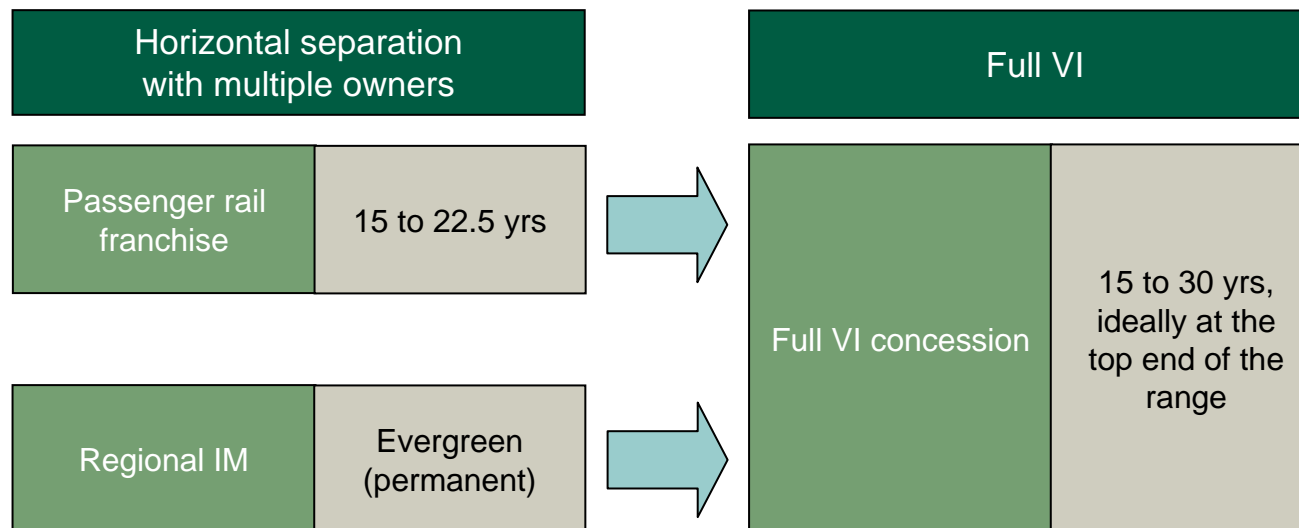 Horizontal separation
with multiple owners
Full VI
Passenger rail
franchise
15 to 22.5 yrs
Full VI concession
15 to 30 yrs,
ideally at the
top end of the
range
Regional IM
Evergreen
(permanent)